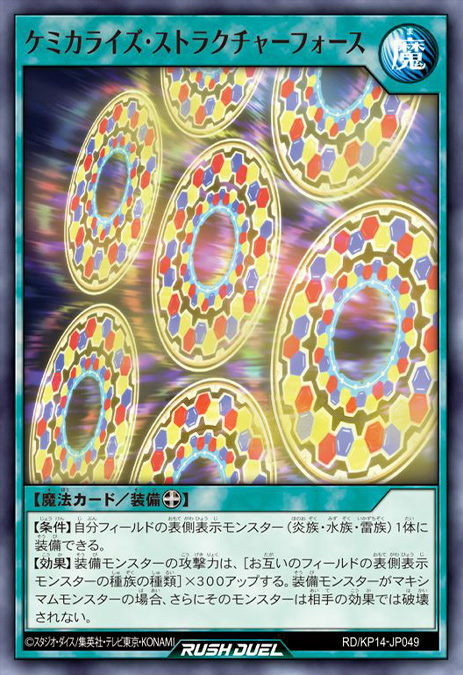 ケミカライズ・ストラクチャーフォース
魔
【魔法カード／装備】
【条件】自分フィールドの表側表示モンスター（炎族・水族・雷族）1体に
装備できる。
【効果】装備モンスターの攻撃力は、［お互いのフィールドの表側表示
モンスターの種族の種類］×300アップする。装備モンスターがマキシ
マムモンスターの場合、さらにそのモンスターは相手の効果では破壊
されない。
©スタジオ・ダイス/集英社・テレビ東京・KONAMI
RUSH DUEL
RD/KP14-JP049